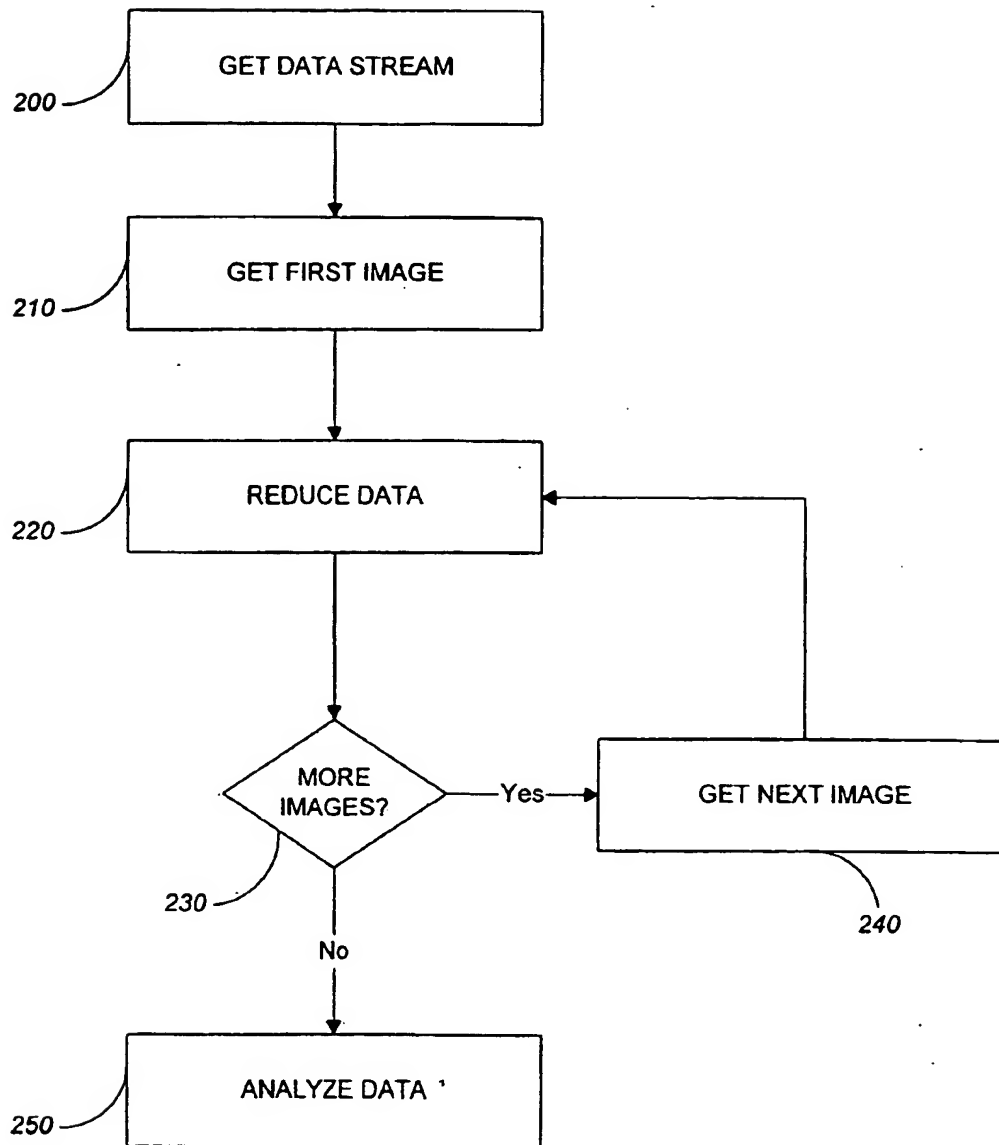 GET DATA STREAM
200
GET FIRST IMAGE
210
REDUCE DATA
220
MORE
IMAGES?
Yes
GET NEXT IMAGE
230
240
No
ANALYZE DATA
250